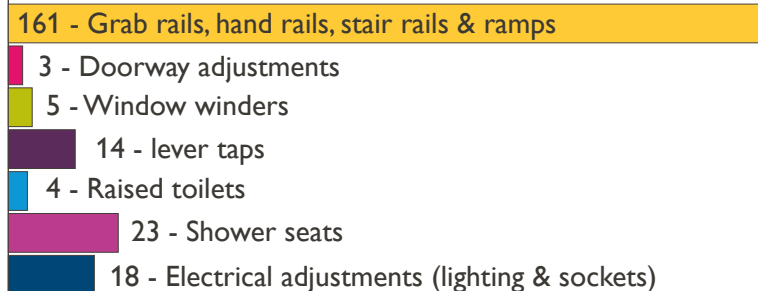 161 - Grab rails, hand rails, stair rails & ramps
3 - Doorway adjustments
5 - Window winders
14 - lever taps
4 - Raised toilets
23 - Shower seats
18 - Electrical adjustments (lighting & sockets)